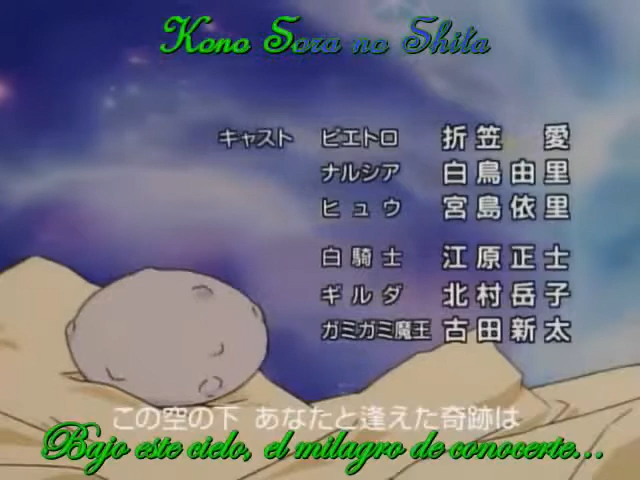 Kono Sora no Shita
キャスト ピエトロ 折笠 愛
ナルシア 白鳥由里
ヒュウ 宮島依里
白騎士 江原正士
ギルダ 北村岳子
ガミガミ魔王 古田新太
この空の下 あなたと逢えた奇跡は
Bajo este cielo, el milagro de conocerte...